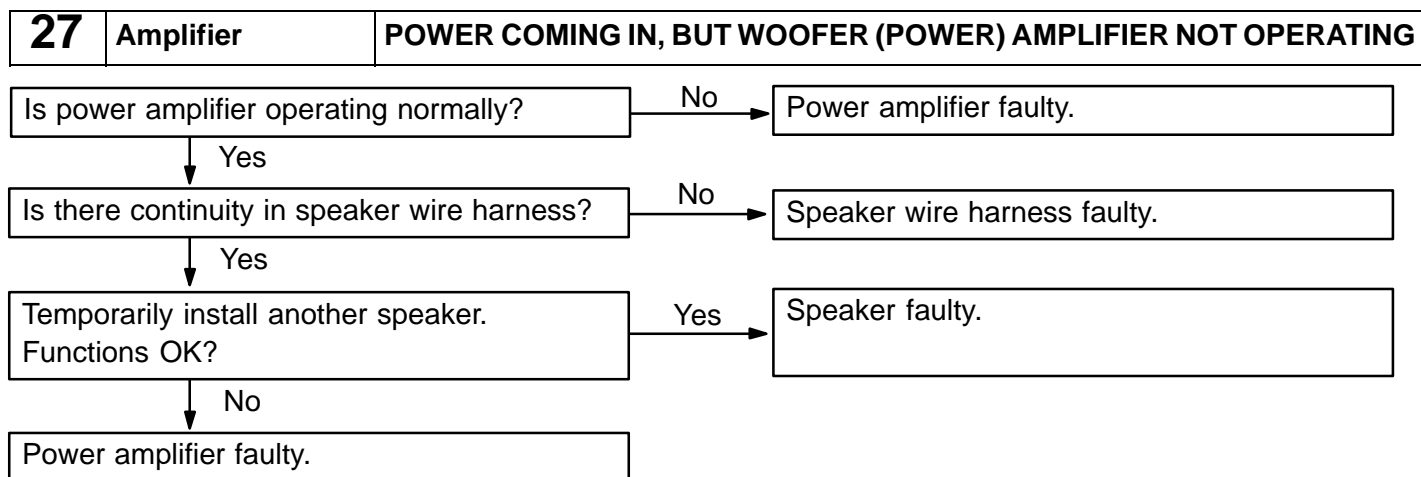 27 Amplifier POWER COMING IN, BUT WOOFER (POWER) AMPLIFIER NOT OPERATING
Is power amplifier operating normally?
No
Power amplifier faulty.
Yes
Is there continuity in speaker wire harness?
No
Speaker wire harness faulty.
Yes
Temporarily install another speaker.
Functions OK?
Yes
Speaker faulty.
No
Power amplifier faulty.